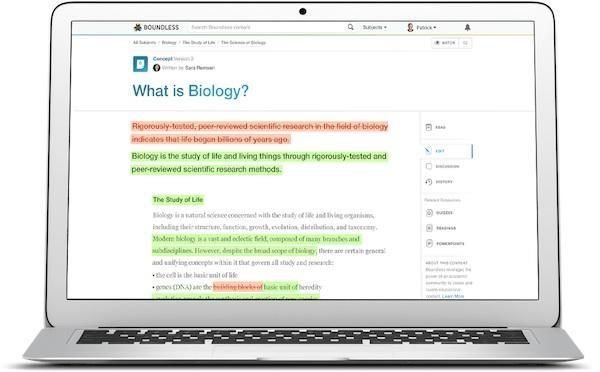 BOUNDLESS Search Boundless content Subjects Patrick
All Subjects / Biology / The Study of Life / The Science of Biology WATCH
Concept Version 3
Written by Sara Remsen
What is Biology?
Rigorously-tested, peer-reviewed scientific research in the field of biology
indicates that life began billions of years ago.
Biology is the study of life and living things through rigorously-tested and
peer-reviewed scientific research methods.
The Study of Life
Biology is a natural science concerned with the study of life and living organisms,
including their structure, function, growth, evolution, distribution, and taxonomy.
Modern biology is a vast and eclectic field, composed of many branches and
subdisciplines. However, despite the broad scope of biology, there are certain general
and unifying concepts within it that govern all study and research:
• the cell is the basic unit of life
• genes (DNA) are the building blocks of basic unit of heredity
READ
EDIT
DISCUSSION
HISTORY
Related Resources
QUIZZES
READINGS
POWERPOINTS
ABOUT THIS CONTENT
Boundless leverages the
power of an academic
community to create and
curate educational
content. Learn More